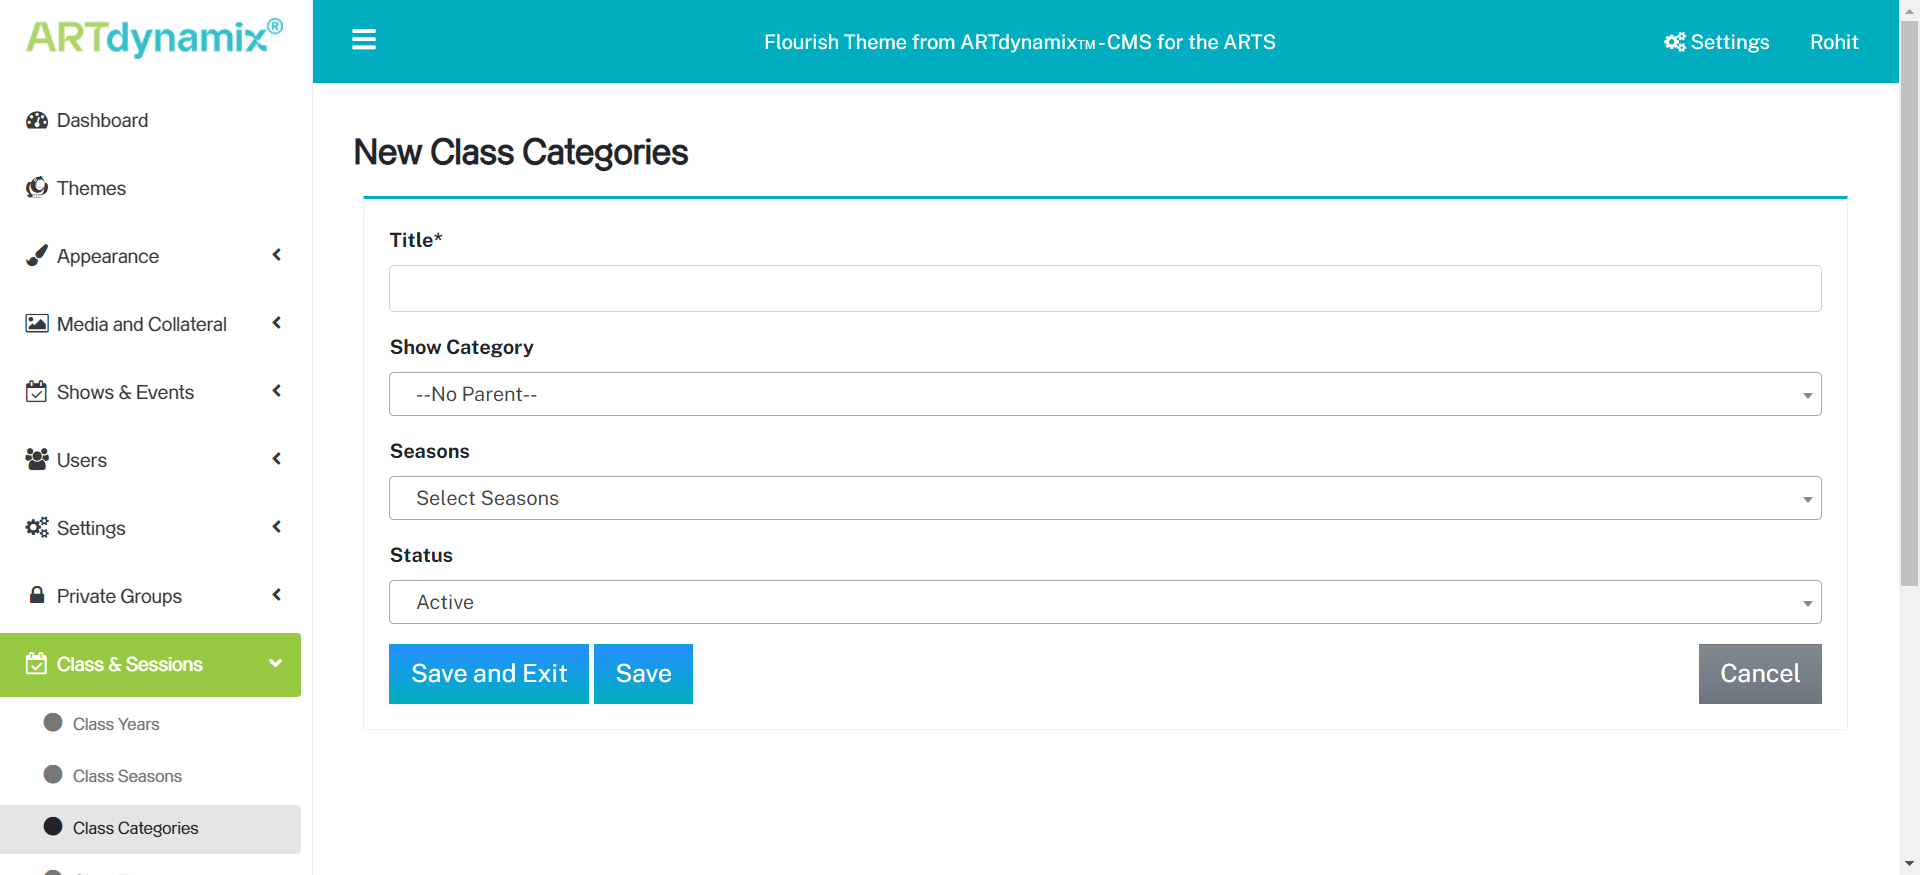 ARTdynamix®
Flourish Theme from ARTdynamix™ - CMS for the ARTS
Settings
Rohit
Dashboard
Themes
Appearance
Media and Collateral
Shows & Events
Users
Settings
Private Groups
Class & Sessions
Class Years
Class Seasons
Class Categories
New Class Categories
Title*
Show Category
--No Parent--
Seasons
Select Seasons
Status
Active
Save and Exit
Save
Cancel